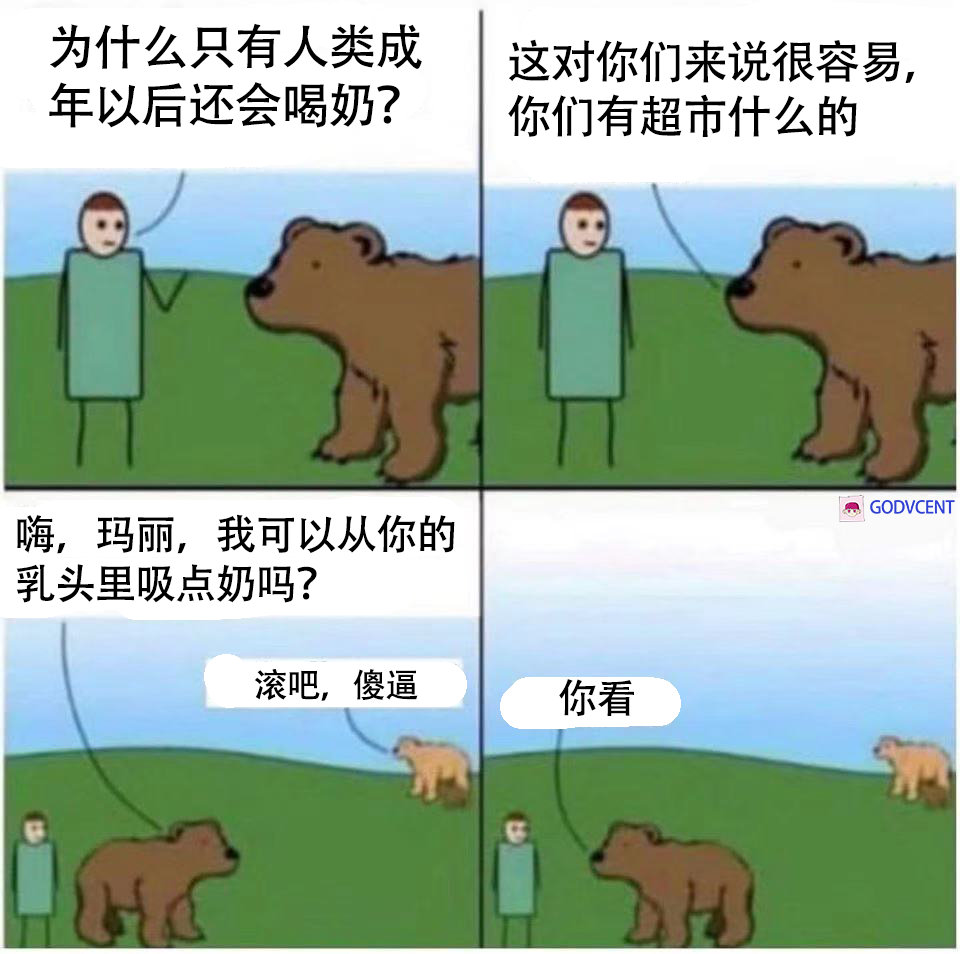 为什么只有人类成
年以后还会喝奶?
这对你们来说很容易,
你们有超市什么的
嗨, 玛丽, 我可以从你的
乳头里吸点奶吗?
滚吧, 傻逼
GODVCENT
你看